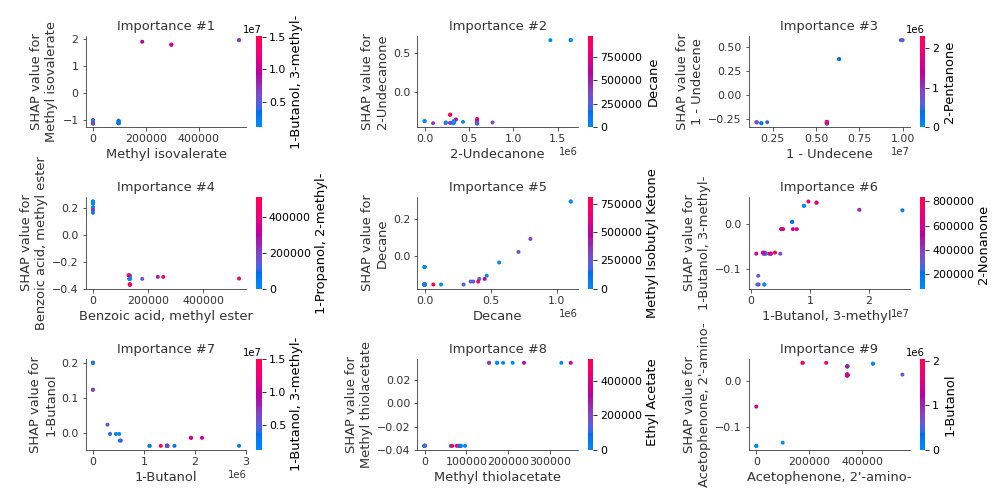 Importance #1
SHAP value for
Methyl isovalerate
2
1
0
−1
0
200000
400000
Methyl isovalerate
1e7
1.5
1.0
0.5
1-Butanol, 3-methyl-
Importance #2
SHAP value for
2-Undecanone
0.5
0.0
0.0
0.5
1.0
1.5
1e6
2-Undecanone
750000
500000
250000
0
Decane
Importance #3
SHAP value for
1 - Undecene
0.50
0.25
0.00
−0.25
0.25
0.50
0.75
1.00
1e7
1 - Undecene
1e6
2
1
0
2-Pentanone
Importance #4
SHAP value for
Benzoic acid, methyl ester
0.2
0.0
−0.2
−0.4
0
200000
400000
Benzoic acid, methyl ester
400000
200000
0
1-Propanol, 2-methyl-
Importance #5
SHAP value for
Decane
0.2
0.0
0.0
0.5
1.0
1e6
Decane
750000
500000
250000
0
Methyl Isobutyl Ketone
Importance #6
SHAP value for
1-Butanol, 3-methyl-
0.0
−0.1
0
1
2
1e7
1-Butanol, 3-methyl-
800000
600000
400000
200000
2-Nonanone
Importance #7
SHAP value for
1-Butanol
0.2
0.1
0.0
0
1
2
3
1e6
1-Butanol
1e7
1.5
1.0
0.5
1-Butanol, 3-methyl-
Importance #8
SHAP value for
Methyl thiolacetate
0.02
0.00
−0.02
−0.04
0
100000
200000
300000
Methyl thiolacetate
400000
200000
0
Ethyl Acetate
Importance #9
SHAP value for
Acetophenone, 2'-amino-
0.0
−0.1
0
200000
400000
Acetophenone, 2'-amino-
1e6
2
1
0
1-Butanol